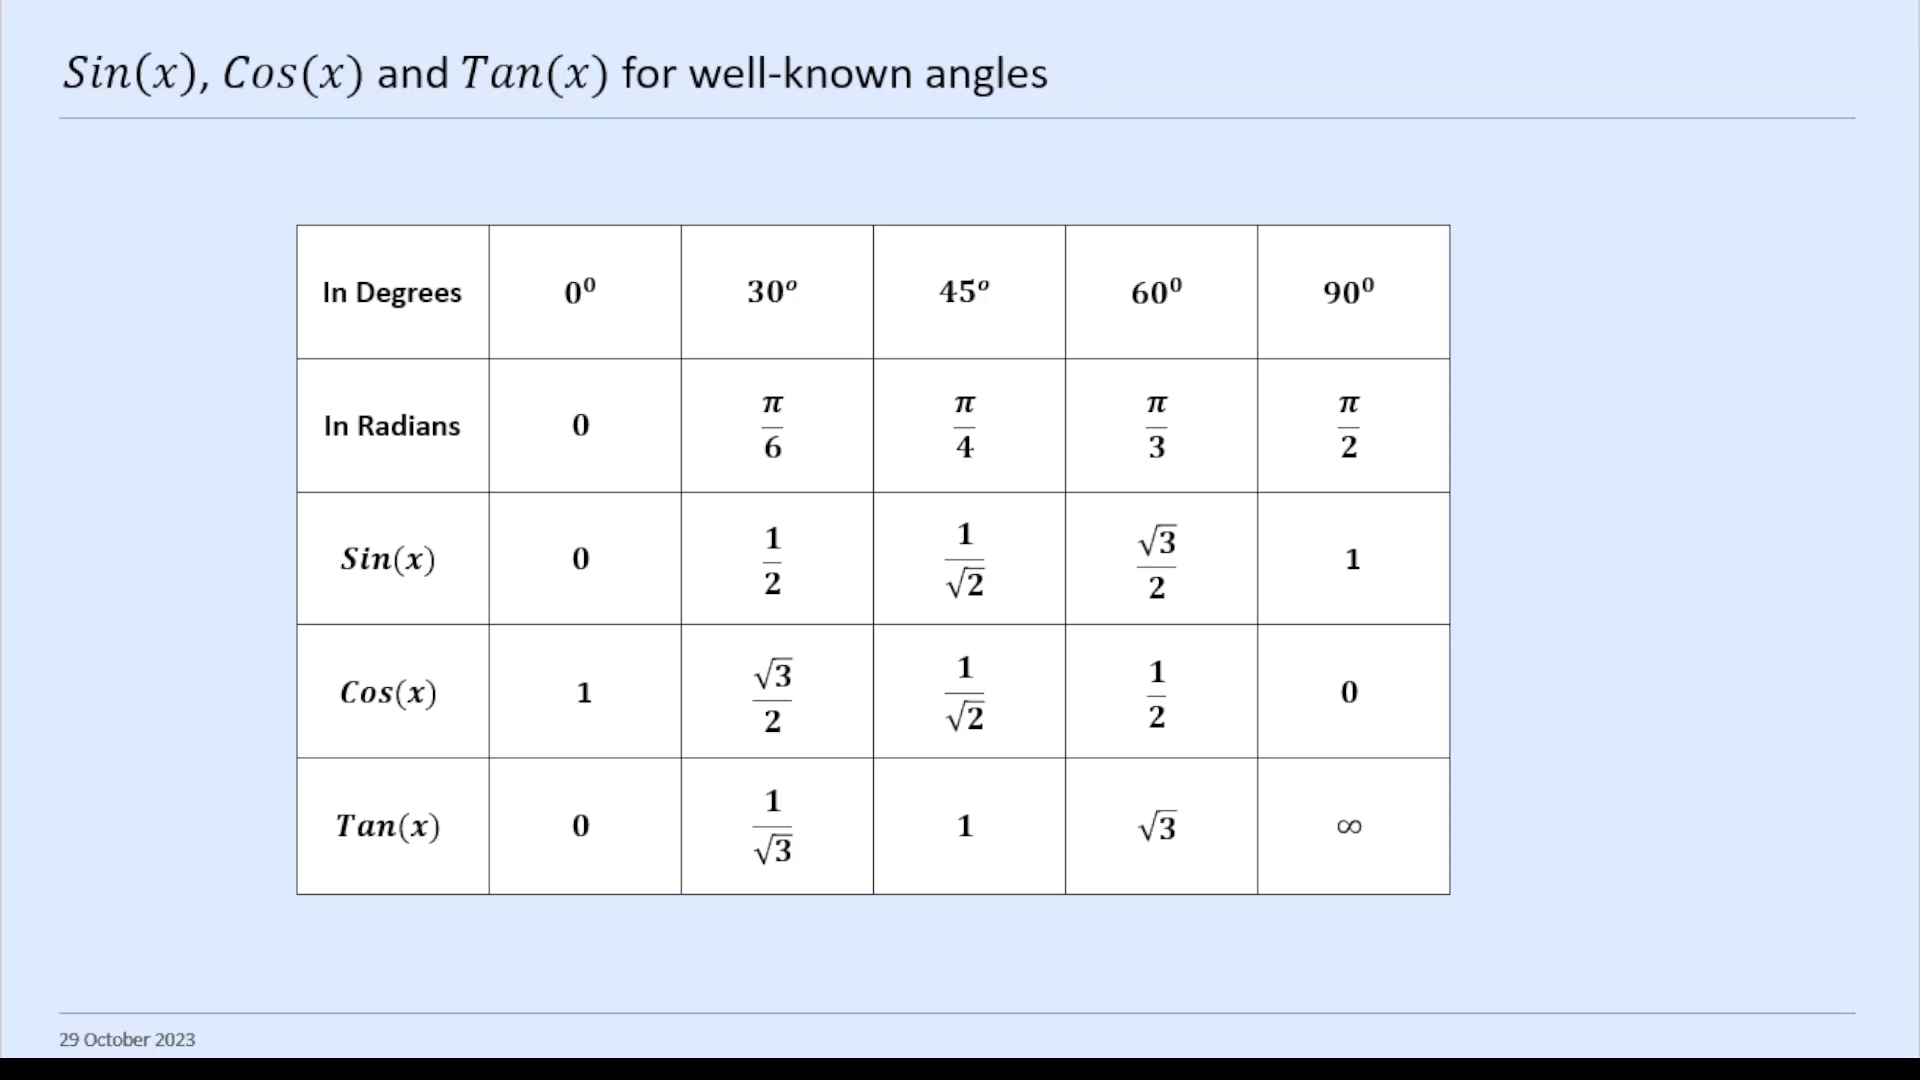 Sin(x), Cos(x) and Tan(x) for well-known angles
In Degrees 0⁰ 30ᵒ 45ᵒ 60⁰ 90⁰
In Radians 0 π/6 π/4 π/3 π/2
Sin(x) 0 1/2 1/√2 √3/2 1
Cos(x) 1 √3/2 1/√2 1/2 0
Tan(x) 0 1/√3 1 √3 ∞
29 October 2023